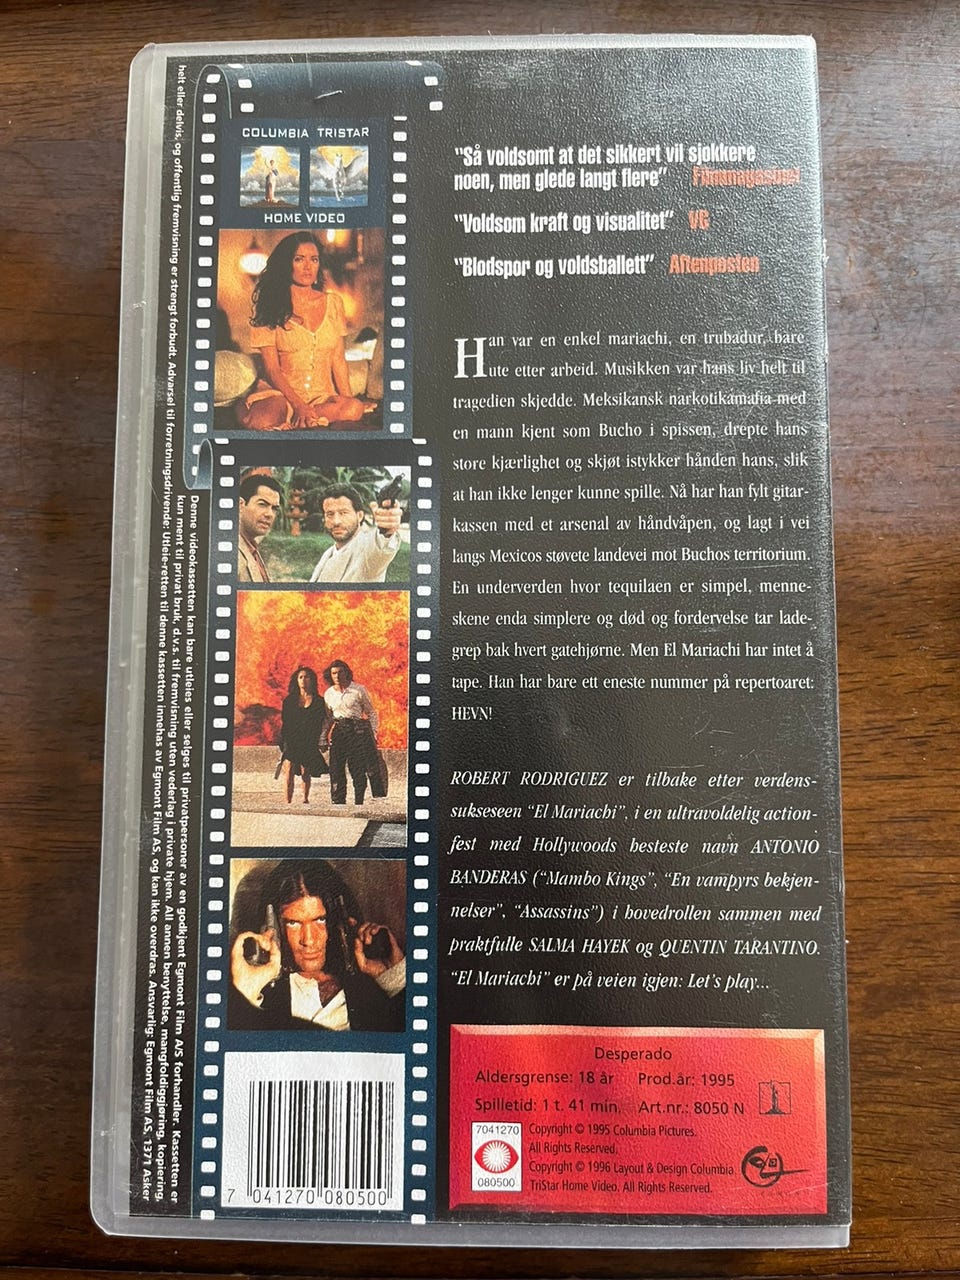 COLUMBIA TRISTAR
HOME VIDEO
"Så voldsomt at det sikkert vil sjokkere
noen, men glede langt flere" Filmmagasinet
"Voldsom kraft og visualitet" VG
"Blodspor og voldsballett" Aftenposten
Han var en enkel mariachi, en trubadur, bare
ute etter arbeid. Musikken var hans liv helt til
tragedien skjedde. Meksikansk narkotikamafia med
en mann kjent som Bucho i spissen, drepte hans
store kjærlighet og skjøt istykker hånden hans, slik
at han ikke lenger kunne spille. Nå har han fylt gitar-
kassen med et arsenal av håndvåpen, og lagt i vei
langs Mexicos støvete landevei mot Buchos territorium.
En underverden hvor tequilaen er simpel, menne-
skene enda simplere og død og fordervelse tar lade-
grep bak hvert gatehjørne. Men El Mariachi har intet å
tape. Han har bare ett eneste nummer på repertoaret:
HEVN!
ROBERT RODRIGUEZ er tilbake etter verdens-
sukseseen "El Mariachi", i en ultravoldelig action-
fest med Hollywoods besteste navn ANTONIO
BANDERAS ("Mambo Kings", "En vampyrs bekjen-
nelser", "Assassins") i hovedrollen sammen med
praktfulle SALMA HAYEK og QUENTIN TARANTINO.
"El Mariachi" er på veien igjen: Let's play...
Desperado
Aldersgrense: 18 år Prod.år: 1995
Spilletid: 1 t. 41 min. Art.nr.: 8050 N
7041270
080500
Copyright © 1995 Columbia Pictures.
All Rights Reserved.
Copyright © 1996 Layout & Design Columbia
TriStar Home Video. All Rights Reserved.
7 041270 080500
Denne videokassetten kan bare utleies eller selges til privatpersoner av en godkjent Egmont Film A/S forhandler. Kassetten er
kun ment til privat bruk, d.v.s. til fremvisning uten vederlag i private hjem. All annen benyttelse, mangfoldiggjøring, kopiering,
helt eller delvis, og offentlig fremvisning er strengt forbudt. Advarsel til forretningsdrivende: Utleie-retten til denne kassetten innehas av Egmont Film AS, og kan ikke overdras. Ansvarlig: Egmont Film AS, 1371 Asker